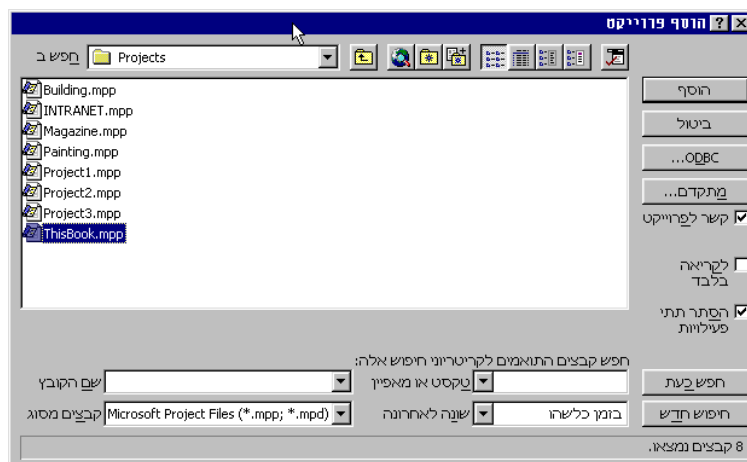 הוסף פרוייקט
חפש ב Projects
Building.mpp
INTRANET.mpp
Magazine.mpp
Painting.mpp
Project1.mpp
Project2.mpp
Project3.mpp
ThisBook.mpp
הוסף
ביטול
ODBC...
מתקדם...
קשר לפרוייקט
לקריאה
בלבד
הסתר תתי
פעילויות
חפש קבצים התואמים לקריטריוני חיפוש אלה:
שם הקובץ
טקסט או מאפיין
חפש כעת
קבצים מסוג Microsoft Project Files (*.mpp; *.mpd)
שונה לאחרונה בזמן כלשהו
חיפוש חדש
8 קבצים נמצאו.